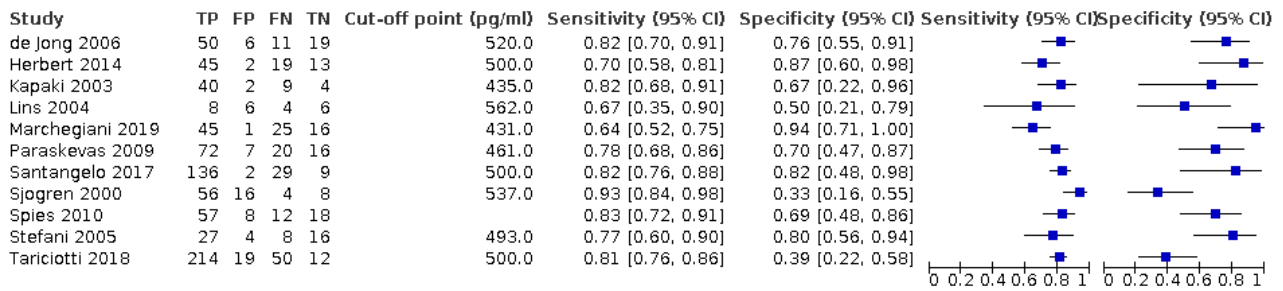 Study TP FP FN TN Cut-off point (pg/ml) Sensitivity (95% CI) Specificity (95% CI) Sensitivity (95% CI)Specificity (95% CI)
de Jong 2006 50 6 11 19 520.0 0.82 [0.70, 0.91] 0.76 [0.55, 0.91]
Herbert 2014 45 2 19 13 500.0 0.70 [0.58, 0.81] 0.87 [0.60, 0.98]
Kapaki 2003 40 2 9 4 435.0 0.82 [0.68, 0.91] 0.67 [0.22, 0.96]
Lins 2004 8 6 4 6 562.0 0.67 [0.35, 0.90] 0.50 [0.21, 0.79]
Marchegiani 2019 45 1 25 16 431.0 0.64 [0.52, 0.75] 0.94 [0.71, 1.00]
Paraskevas 2009 72 7 20 16 461.0 0.78 [0.68, 0.86] 0.70 [0.47, 0.87]
Santangelo 2017 136 2 29 9 500.0 0.82 [0.76, 0.88] 0.82 [0.48, 0.98]
Sjogren 2000 56 16 4 8 537.0 0.93 [0.84, 0.98] 0.33 [0.16, 0.55]
Spies 2010 57 8 12 18 0.83 [0.72, 0.91] 0.69 [0.48, 0.86]
Stefani 2005 27 4 8 16 493.0 0.77 [0.60, 0.90] 0.80 [0.56, 0.94]
Tariciotti 2018 214 19 50 12 500.0 0.81 [0.76, 0.86] 0.39 [0.22, 0.58]
0 0.2 0.4 0.6 0.8 1 0 0.2 0.4 0.6 0.8 1